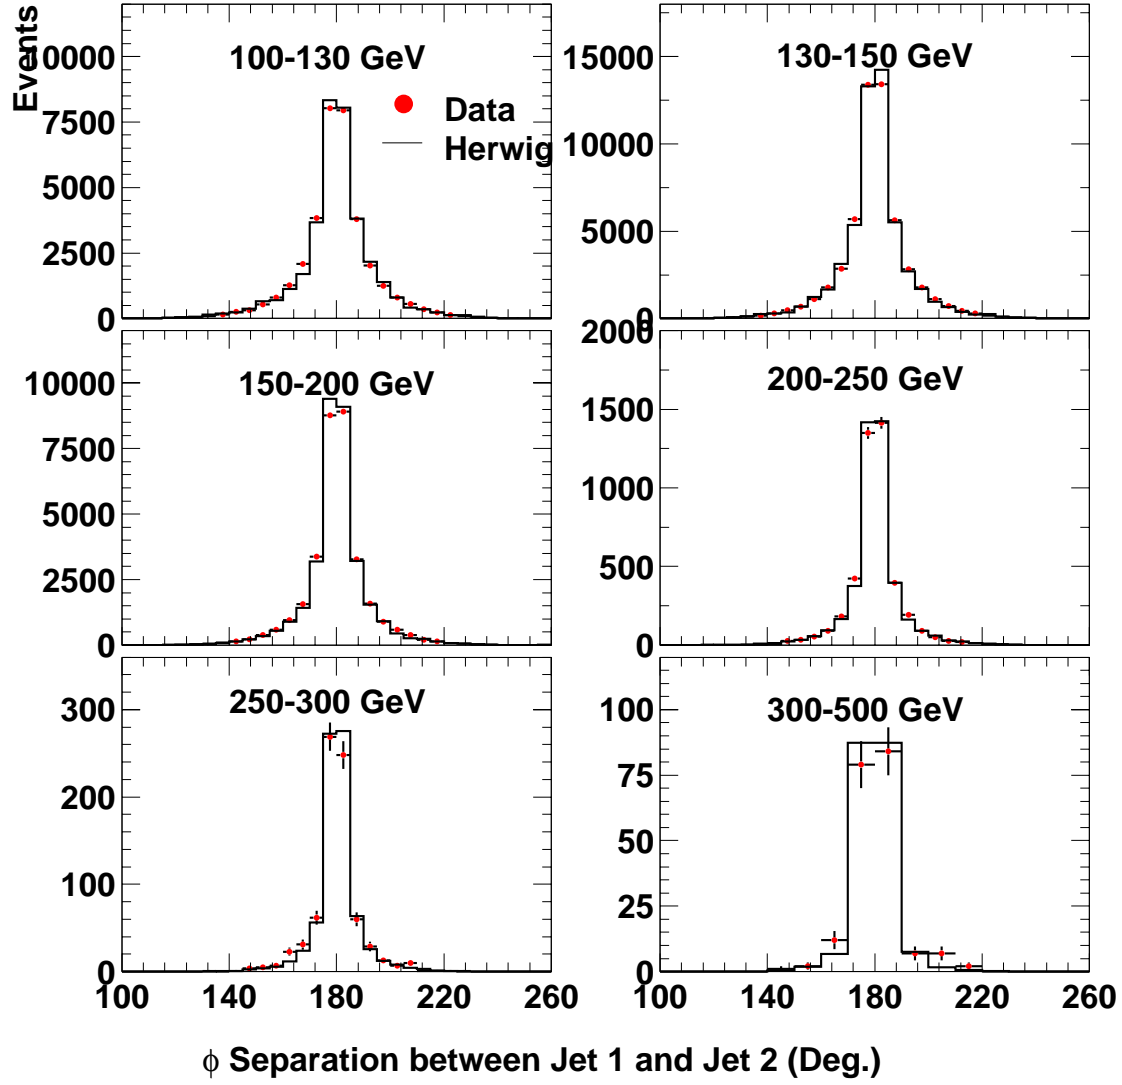 Events
100-130 GeV
Data
Herwig
10000
7500
5000
2500
0
130-150 GeV
15000
10000
5000
0
150-200 GeV
10000
7500
5000
2500
0
200-250 GeV
2000
1500
1000
500
0
250-300 GeV
300
200
100
0
100 140 180 220 260
300-500 GeV
100
75
50
25
0
100 140 180 220 260
ϕ Separation between Jet 1 and Jet 2 (Deg.)